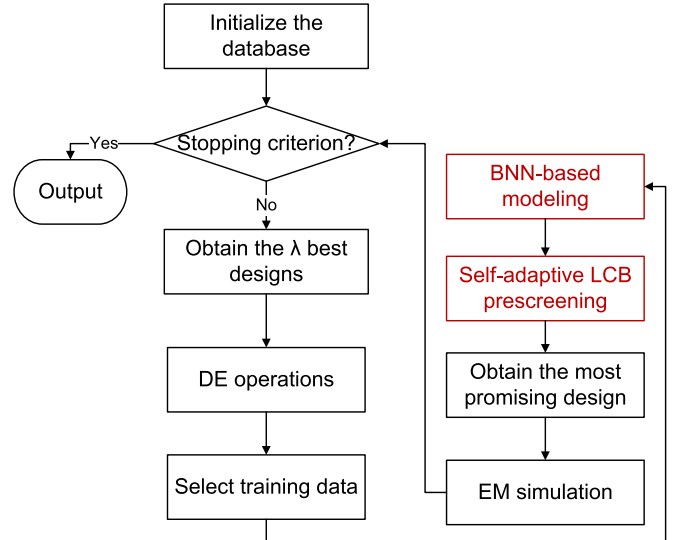 Initialize the
database
Stopping criterion?
Yes
Output
No
Obtain the λ best
designs
DE operations
Select training data
BNN-based
modeling
Self-adaptive LCB
prescreening
Obtain the most
promising design
EM simulation